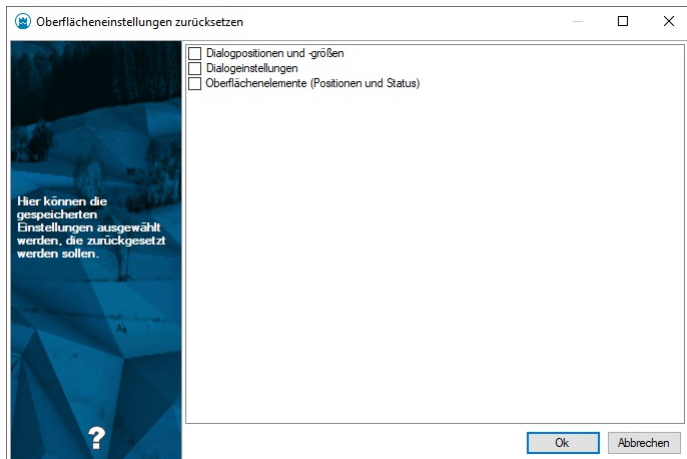 Oberflächeneinstellungen zurücksetzen
Dialogpositionen und -größen
Dialogeinstellungen
Oberflächenelemente (Positionen und Status)
Hier können die
gespeicherten
Einstellungen ausgewählt
werden, die zurückgesetzt
werden sollen.
?
Ok
Abbrechen